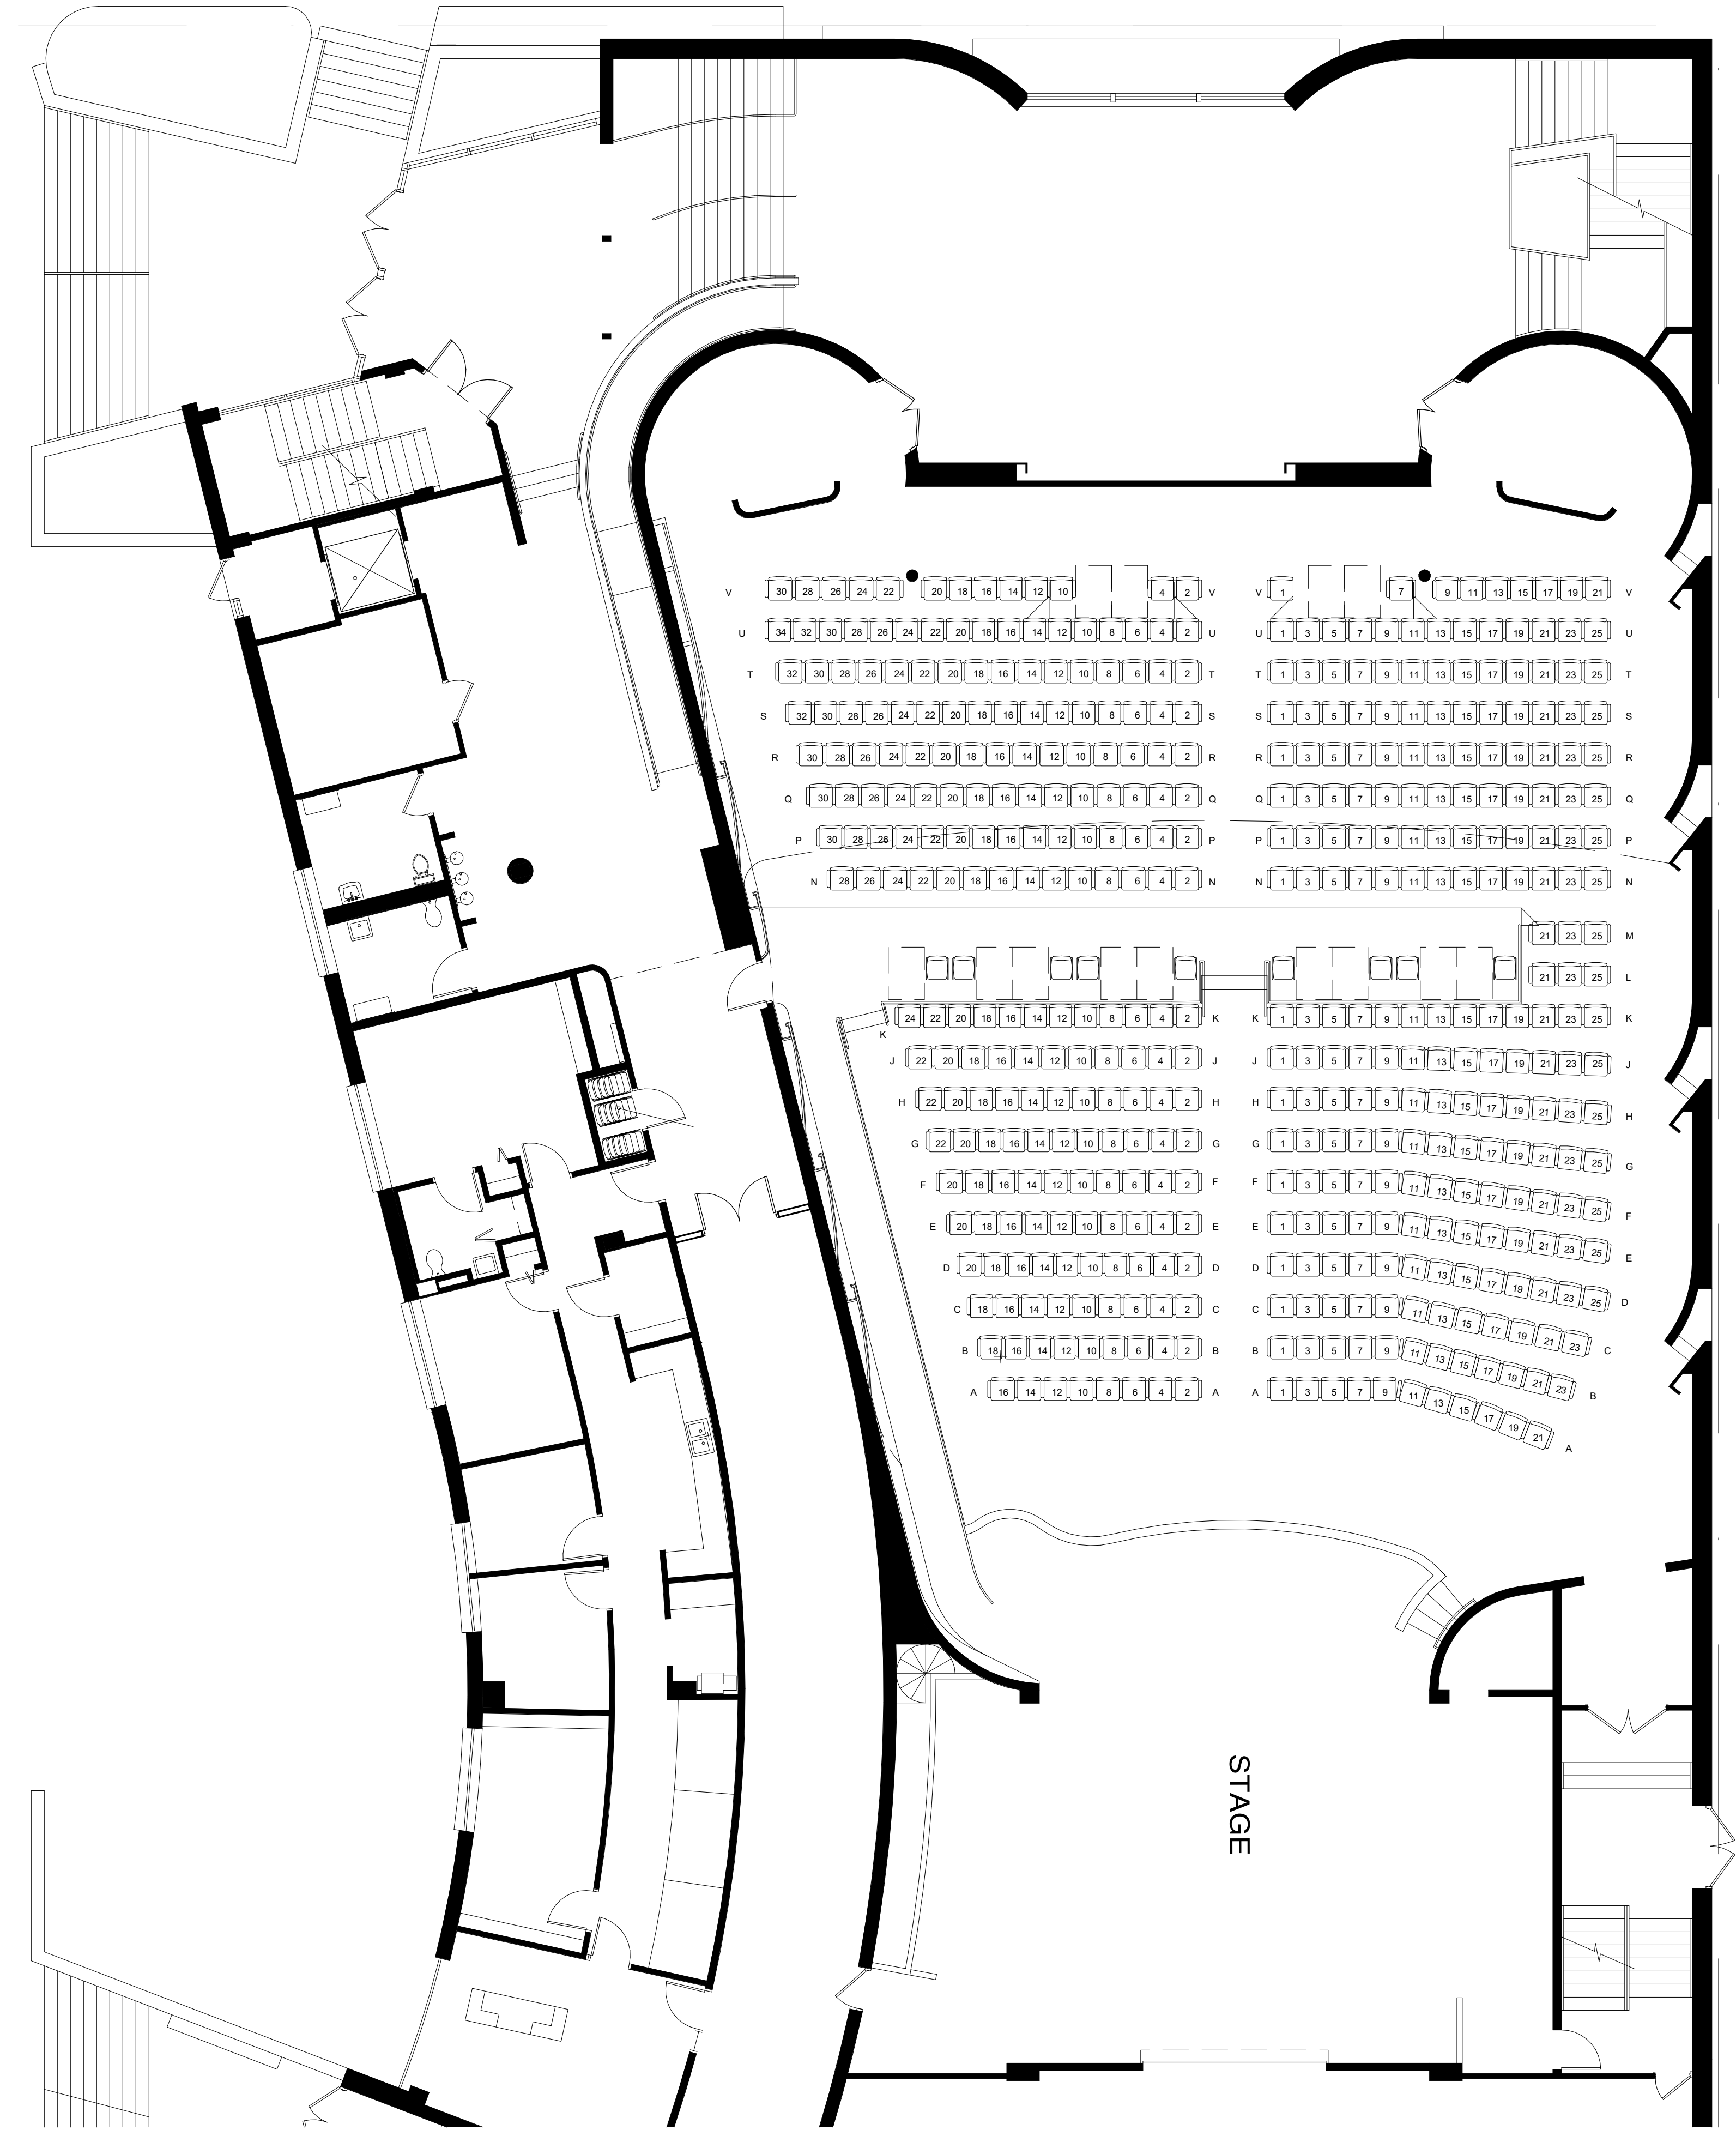 V 30 28 26 24 22 20 18 16 14 12 10 4 2 V V 1 7 9 11 13 15 17 19 21 V
U 34 32 30 28 26 24 22 20 18 16 14 12 10 8 6 4 2 U U 1 3 5 7 9 11 13 15 17 19 21 23 25 U
T 32 30 28 26 24 22 20 18 16 14 12 10 8 6 4 2 T T 1 3 5 7 9 11 13 15 17 19 21 23 25 T
S 32 30 28 26 24 22 20 18 16 14 12 10 8 6 4 2 S S 1 3 5 7 9 11 13 15 17 19 21 23 25 S
R 30 28 26 24 22 20 18 16 14 12 10 8 6 4 2 R R 1 3 5 7 9 11 13 15 17 19 21 23 25 R
Q 30 28 26 24 22 20 18 16 14 12 10 8 6 4 2 Q Q 1 3 5 7 9 11 13 15 17 19 21 23 25 Q
P 30 28 26 24 22 20 18 16 14 12 10 8 6 4 2 P P 1 3 5 7 9 11 13 15 17 19 21 23 25 P
N 28 26 24 22 20 18 16 14 12 10 8 6 4 2 N N 1 3 5 7 9 11 13 15 17 19 21 23 25 N
21 23 25 M
21 23 25 L
K 24 22 20 18 16 14 12 10 8 6 4 2 K K 1 3 5 7 9 11 13 15 17 19 21 23 25 K
J 22 20 18 16 14 12 10 8 6 4 2 J J 1 3 5 7 9 11 13 15 17 19 21 23 25 J
H 22 20 18 16 14 12 10 8 6 4 2 H H 1 3 5 7 9 11 13 15 17 19 21 23 25 H
G 22 20 18 16 14 12 10 8 6 4 2 G G 1 3 5 7 9 11 13 15 17 19 21 23 25 G
F 20 18 16 14 12 10 8 6 4 2 F F 1 3 5 7 9 11 13 15 17 19 21 23 25 F
E 20 18 16 14 12 10 8 6 4 2 E E 1 3 5 7 9 11 13 15 17 19 21 23 25 E
D 20 18 16 14 12 10 8 6 4 2 D D 1 3 5 7 9 11 13 15 17 19 21 23 25 D
C 18 16 14 12 10 8 6 4 2 C C 1 3 5 7 9 11 13 15 17 19 21 23 C
B 18 16 14 12 10 8 6 4 2 B B 1 3 5 7 9 11 13 15 17 19 21 23 B
A 16 14 12 10 8 6 4 2 A A 1 3 5 7 9 11 13 15 17 19 21 A
STAGE